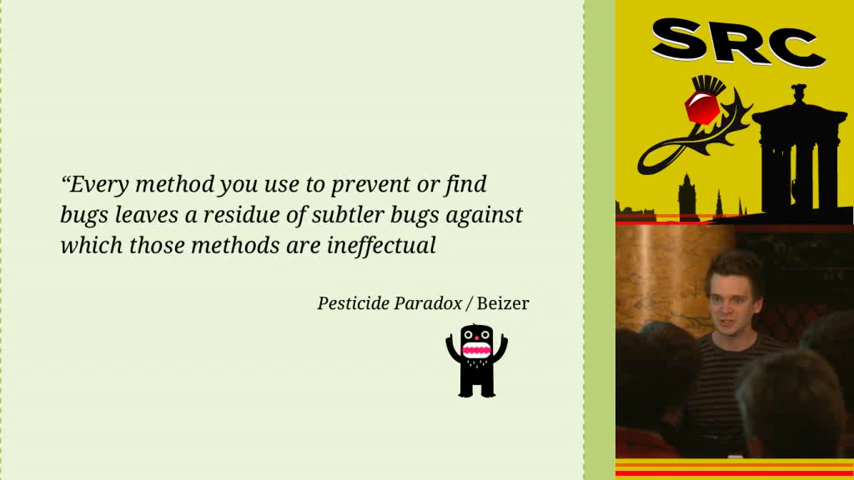 SRC
“Every method you use to prevent or find
bugs leaves a residue of subtler bugs against
which those methods are ineffectual
Pesticide Paradox / Beizer